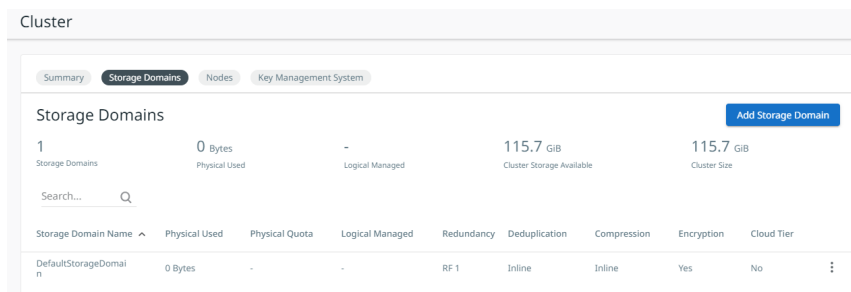 Cluster
Summary Storage Domains Nodes Key Management System
Storage Domains Add Storage Domain
1 0 Bytes - 115.7 GiB 115.7 GiB
Storage Domains Physical Used Logical Managed Cluster Storage Available Cluster Size
Search...
Storage Domain Name Physical Used Physical Quota Logical Managed Redundancy Deduplication Compression Encryption Cloud Tier
DefaultStorageDomai
n 0 Bytes - - RF 1 Inline Inline Yes No